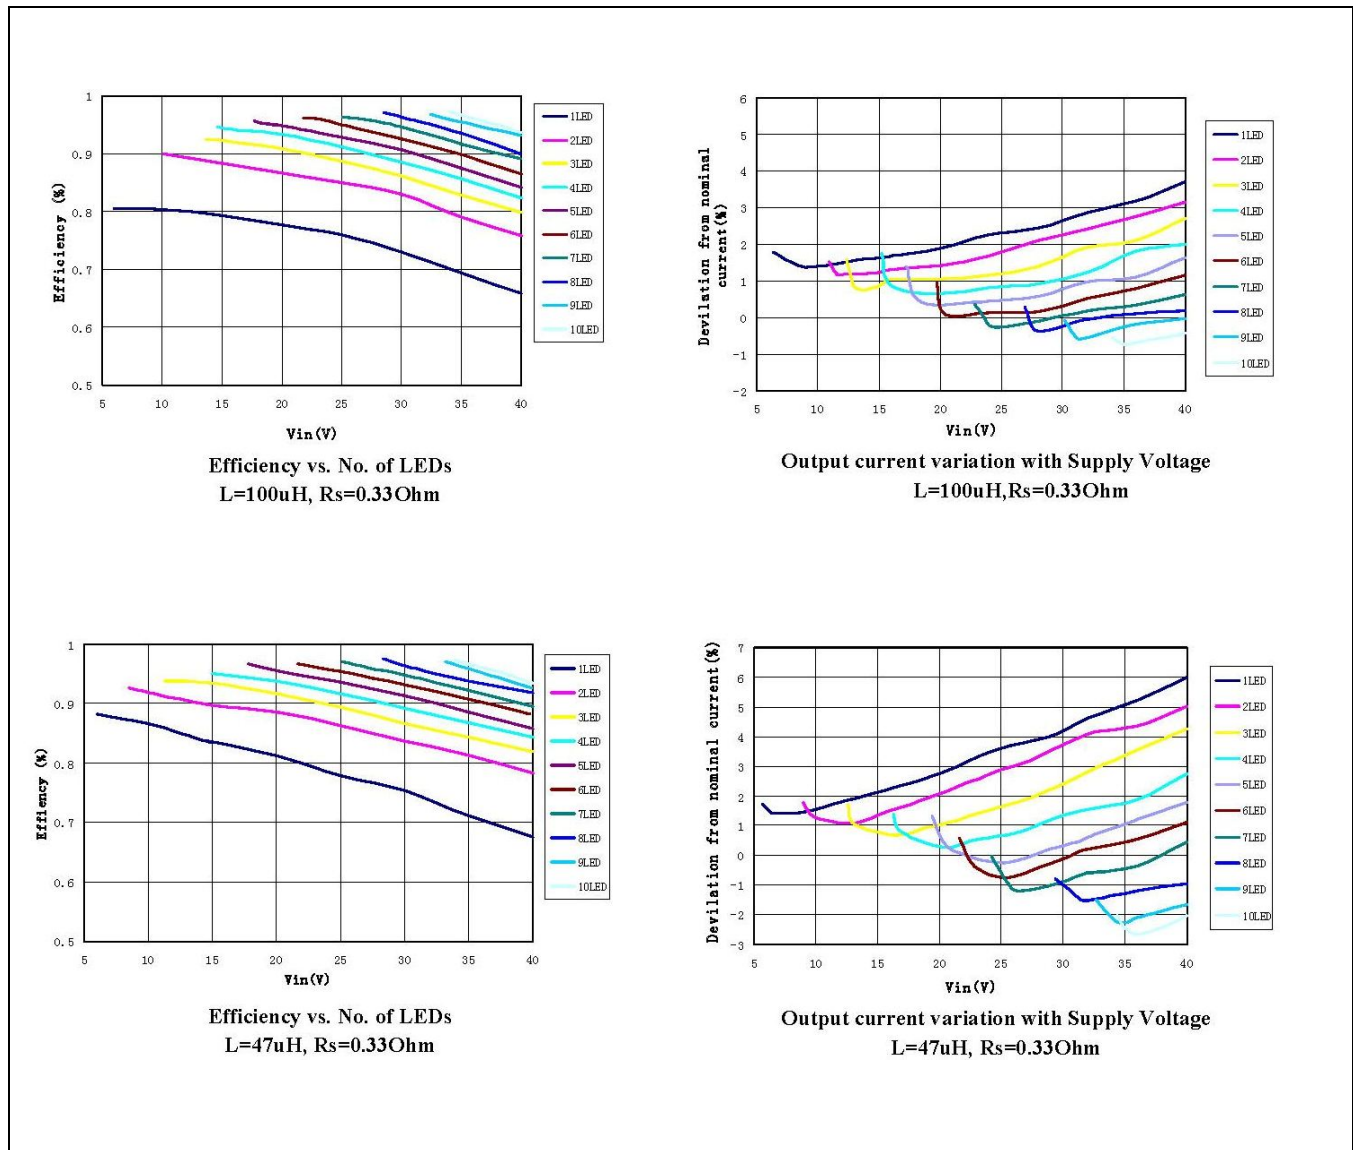 1
0.9
0.8
0.7
0.6
0.5
Efficiency (%)
5 10 15 20 25 30 35 40
Vin(V)
1LED
2LED
3LED
4LED
5LED
6LED
7LED
8LED
9LED
10LED
Efficiency vs. No. of LEDs
L=100uH, Rs=0.33Ohm
6
5
4
3
2
1
0
-1
-2
Devilation from nominal
current(%)
5 10 15 20 25 30 35 40
Vin(V)
1LED
2LED
3LED
4LED
5LED
6LED
7LED
8LED
9LED
10LED
Output current variation with Supply Voltage
L=100uH,Rs=0.33Ohm
1
0.9
0.8
0.7
0.6
0.5
Effiency (%)
5 10 15 20 25 30 35 40
Vin(V)
1LED
2LED
3LED
4LED
5LED
6LED
7LED
8LED
9LED
10LED
Efficiency vs. No. of LEDs
L=47uH, Rs=0.33Ohm
7
6
5
4
3
2
1
0
-1
-2
-3
Devilation from nominal current(%)
5 10 15 20 25 30 35 40
Vin(V)
1LED
2LED
3LED
4LED
5LED
6LED
7LED
8LED
9LED
10LED
Output current variation with Supply Voltage
L=47uH, Rs=0.33Ohm